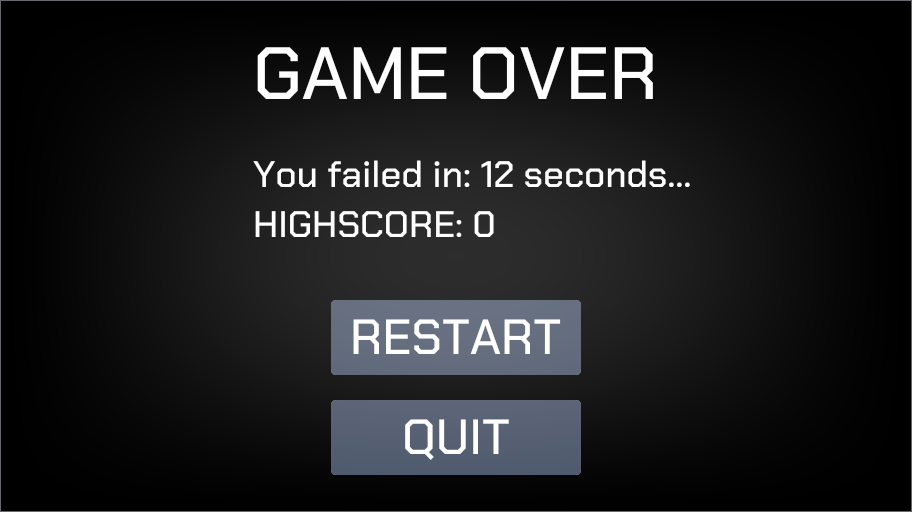 GAME OVER
You failed in: 12 seconds...
HIGHSCORE: 0
RESTART
QUIT